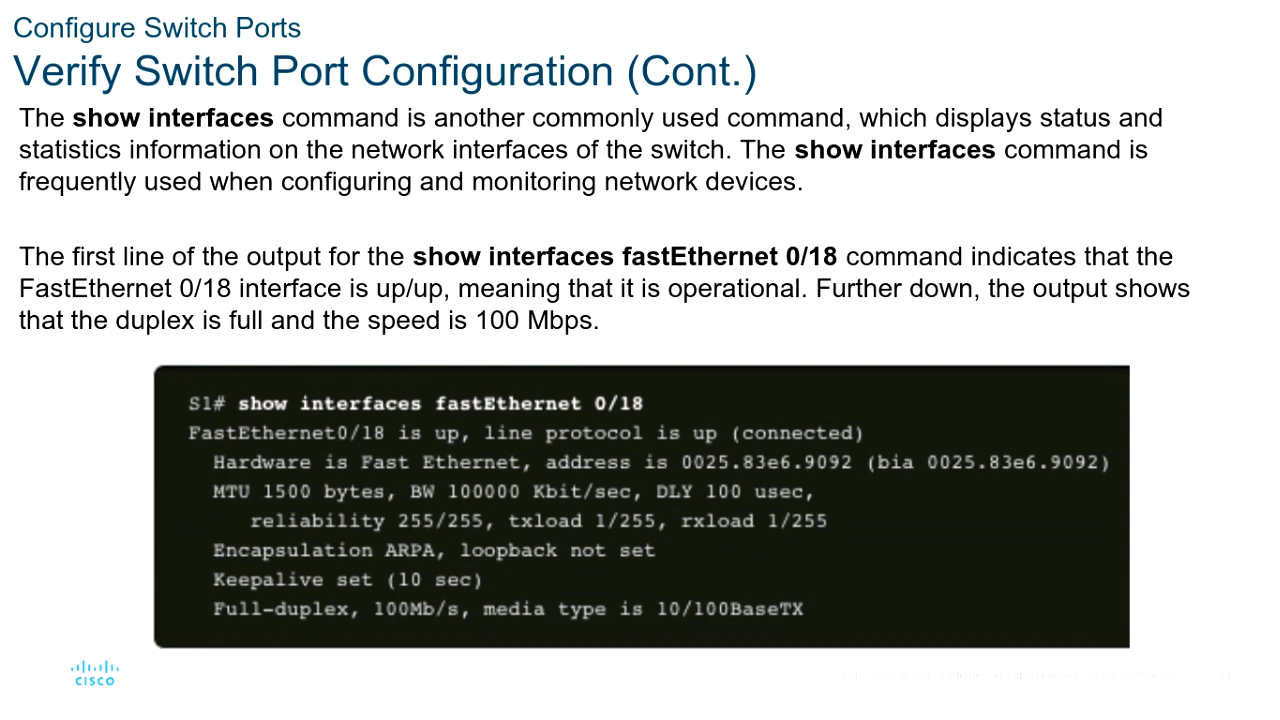 Configure Switch Ports
Verify Switch Port Configuration (Cont.)
The show interfaces command is another commonly used command, which displays status and
statistics information on the network interfaces of the switch. The show interfaces command is
frequently used when configuring and monitoring network devices.
The first line of the output for the show interfaces fastEthernet 0/18 command indicates that the
FastEthernet 0/18 interface is up/up, meaning that it is operational. Further down, the output shows
that the duplex is full and the speed is 100 Mbps.
S1# show interfaces fastEthernet 0/18
FastEthernet0/18 is up, line protocol is up (connected)
Hardware is Fast Ethernet, address is 0025.83e6.9092 (bia 0025.83e6.9092)
MTU 1500 bytes, BW 100000 Kbit/sec, DLY 100 usec,
reliability 255/255, txload 1/255, rxload 1/255
Encapsulation ARPA, loopback not set
Keepalive set (10 sec)
Full-duplex, 100Mb/s, media type is 10/100BaseTX
CISCO